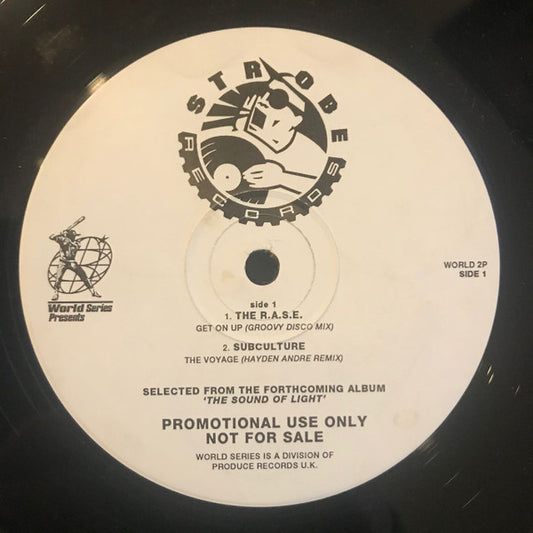 STROBE
RECORDS
World Series
Presents
WORLD 2P
SIDE 1
side 1
1. THE R.A.S.E.
GET ON UP (GROOVY DISCO MIX)
2. SUBCULTURE
THE VOYAGE (HAYDEN ANDRE REMIX)
SELECTED FROM THE FORTHCOMING ALBUM
'THE SOUND OF LIGHT'
PROMOTIONAL USE ONLY
NOT FOR SALE
WORLD SERIES IS A DIVISION OF
PRODUCE RECORDS U.K.